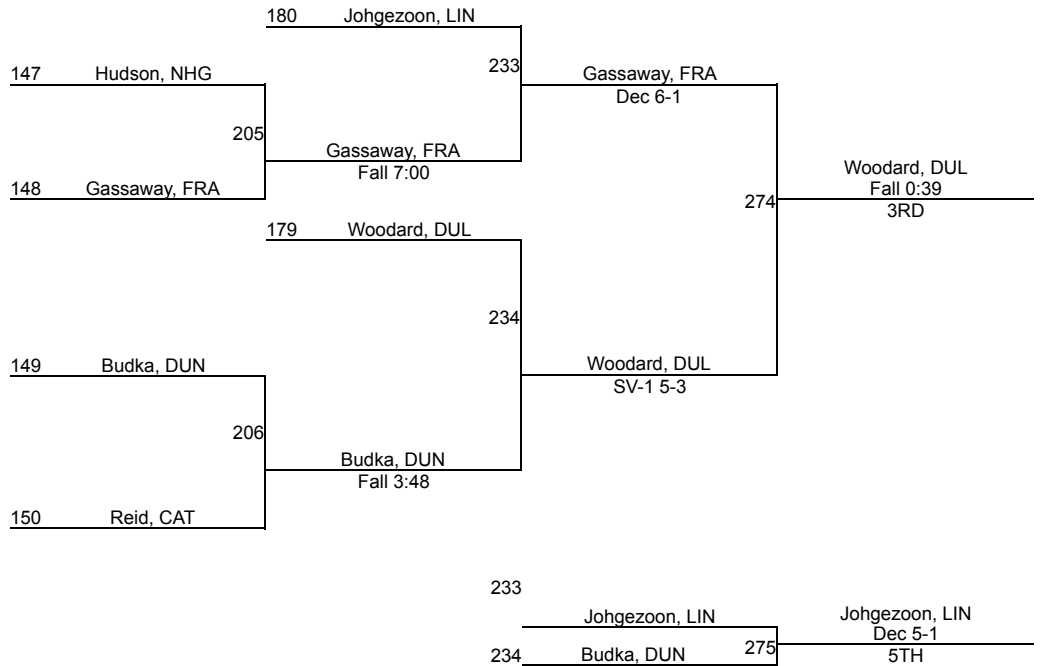 180 Johgezoon, LIN
147 Hudson, NHG
233
Gassaway, FRA
Dec 6-1
205
Gassaway, FRA
Fall 7:00
148 Gassaway, FRA
Woodard, DUL
Fall 0:39
3RD
274
179 Woodard, DUL
234
149 Budka, DUN
Woodard, DUL
SV-1 5-3
206
Budka, DUN
Fall 3:48
150 Reid, CAT
233
Johgezoon, LIN
234 Budka, DUN
275
Johgezoon, LIN
Dec 5-1
5TH